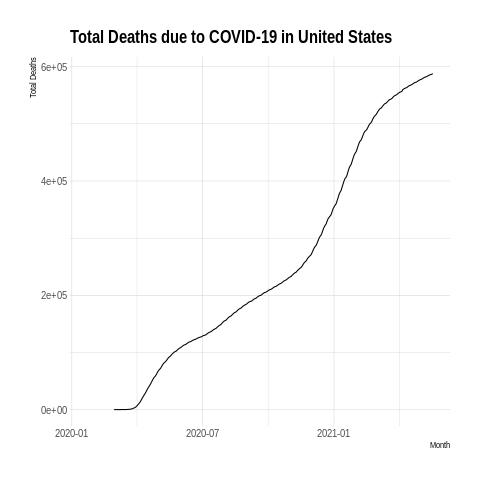 Total Deaths due to COVID-19 in United States
Total Deaths
6e+05
4e+05
2e+05
0e+00
2020-01 2020-07 2021-01
Month